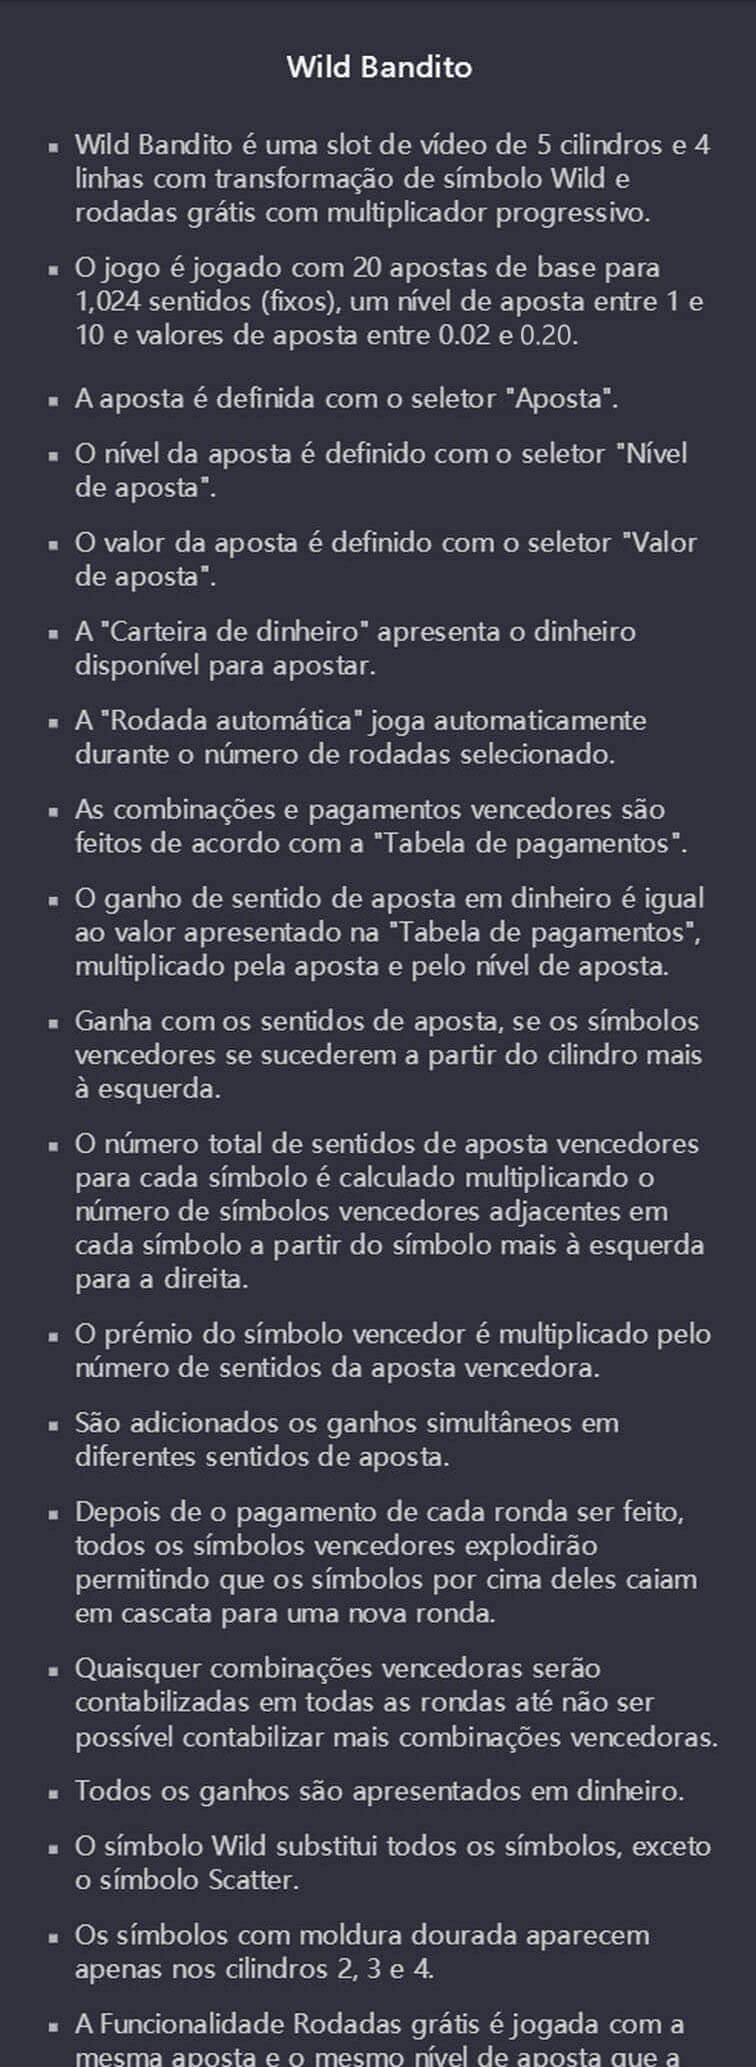 Wild Bandito
▪ Wild Bandito é uma slot de vídeo de 5 cilindros e 4
linhas com transformação de símbolo Wild e
rodadas grátis com multiplicador progressivo.
▪ O jogo é jogado com 20 apostas de base para
1,024 sentidos (fixos), um nível de aposta entre 1 e
10 e valores de aposta entre 0.02 e 0.20.
▪ A aposta é definida com o seletor "Aposta".
▪ O nível da aposta é definido com o seletor "Nível
de aposta".
▪ O valor da aposta é definido com o seletor "Valor
de aposta".
▪ A "Carteira de dinheiro" apresenta o dinheiro
disponível para apostar.
▪ A "Rodada automática" joga automaticamente
durante o número de rodadas selecionado.
▪ As combinações e pagamentos vencedores são
feitos de acordo com a "Tabela de pagamentos".
▪ O ganho de sentido de aposta em dinheiro é igual
ao valor apresentado na "Tabela de pagamentos",
multiplicado pela aposta e pelo nível de aposta.
▪ Ganha com os sentidos de aposta, se os símbolos
vencedores se sucederem a partir do cilindro mais
à esquerda.
▪ O número total de sentidos de aposta vencedores
para cada símbolo é calculado multiplicando o
número de símbolos vencedores adjacentes em
cada símbolo a partir do símbolo mais à esquerda
para a direita.
▪ O prémio do símbolo vencedor é multiplicado pelo
número de sentidos da aposta vencedora.
▪ São adicionados os ganhos simultâneos em
diferentes sentidos de aposta.
▪ Depois de o pagamento de cada ronda ser feito,
todos os símbolos vencedores explodirão
permitindo que os símbolos por cima deles caiam
em cascata para uma nova ronda.
▪ Quaisquer combinações vencedoras serão
contabilizadas em todas as rondas até não ser
possível contabilizar mais combinações vencedoras.
▪ Todos os ganhos são apresentados em dinheiro.
▪ O símbolo Wild substitui todos os símbolos, exceto
o símbolo Scatter.
▪ Os símbolos com moldura dourada aparecem
apenas nos cilindros 2, 3 e 4.
▪ A Funcionalidade Rodadas grátis é jogada com a
mesma aposta e o mesmo nível de aposta que a